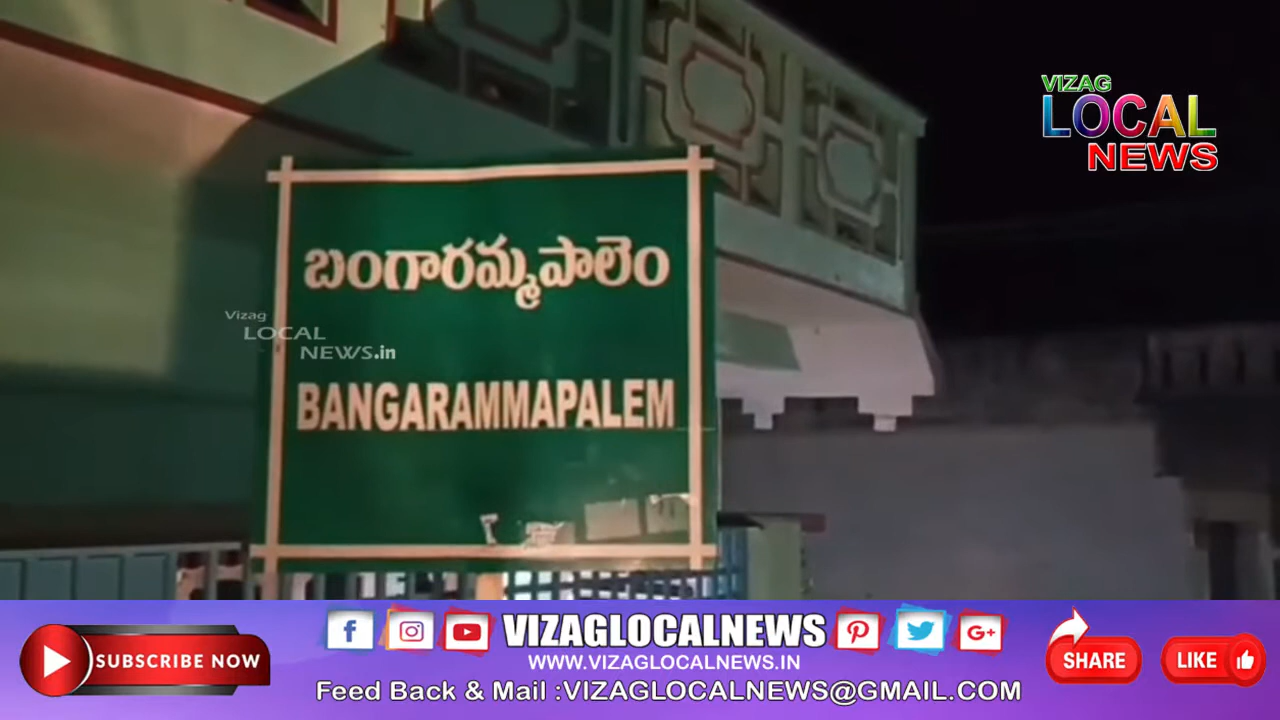 VIZAG
LOCAL
NEWS
బంగారమ్మపాలెం
Vizag
LOCAL
NEWS.in
BANGARAMMAPALEM
SUBSCRIBE NOW
VIZAGLOCALNEWS
WWW.VIZAGLOCALNEWS.IN
Feed Back & Mail :VIZAGLOCALNEWS@GMAIL.COM
f
G+
SHARE
LIKE